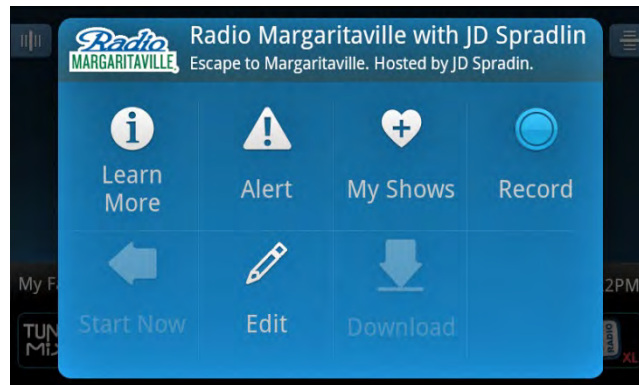 Radio
MARGARITAVILLE
Radio Margaritaville with JD Spradlin
Escape to Margaritaville. Hosted by JD Spradin.
Learn More
Alert
My Shows
Record
Start Now
Edit
Download
My F
2PM
TUN
Mi
RADIO
XL